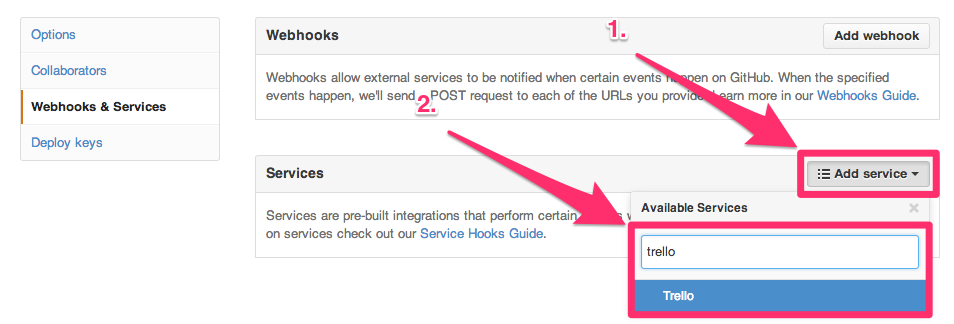 Options
Collaborators
Webhooks & Services
Deploy keys
Webhooks
1.
Add webhook
Webhooks allow external services to be notified when certain events happen on GitHub. When the specified
events happen, we'll send POST request to each of the URLs you provide. Learn more in our Webhooks Guide.
2.
Services
Add service
Services are pre-built integrations that perform certain
on services check out our Service Hooks Guide.
Available Services
×
trello
Trello